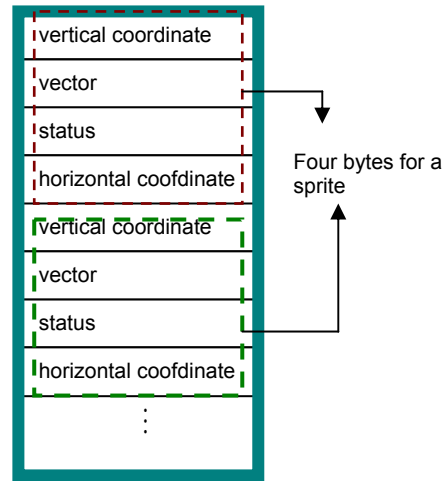 vertical coordinate
vector
status
horizontal coofdinate
vertical coordinate
vector
status
horizontal coofdinate
⋮
Four bytes for a
sprite